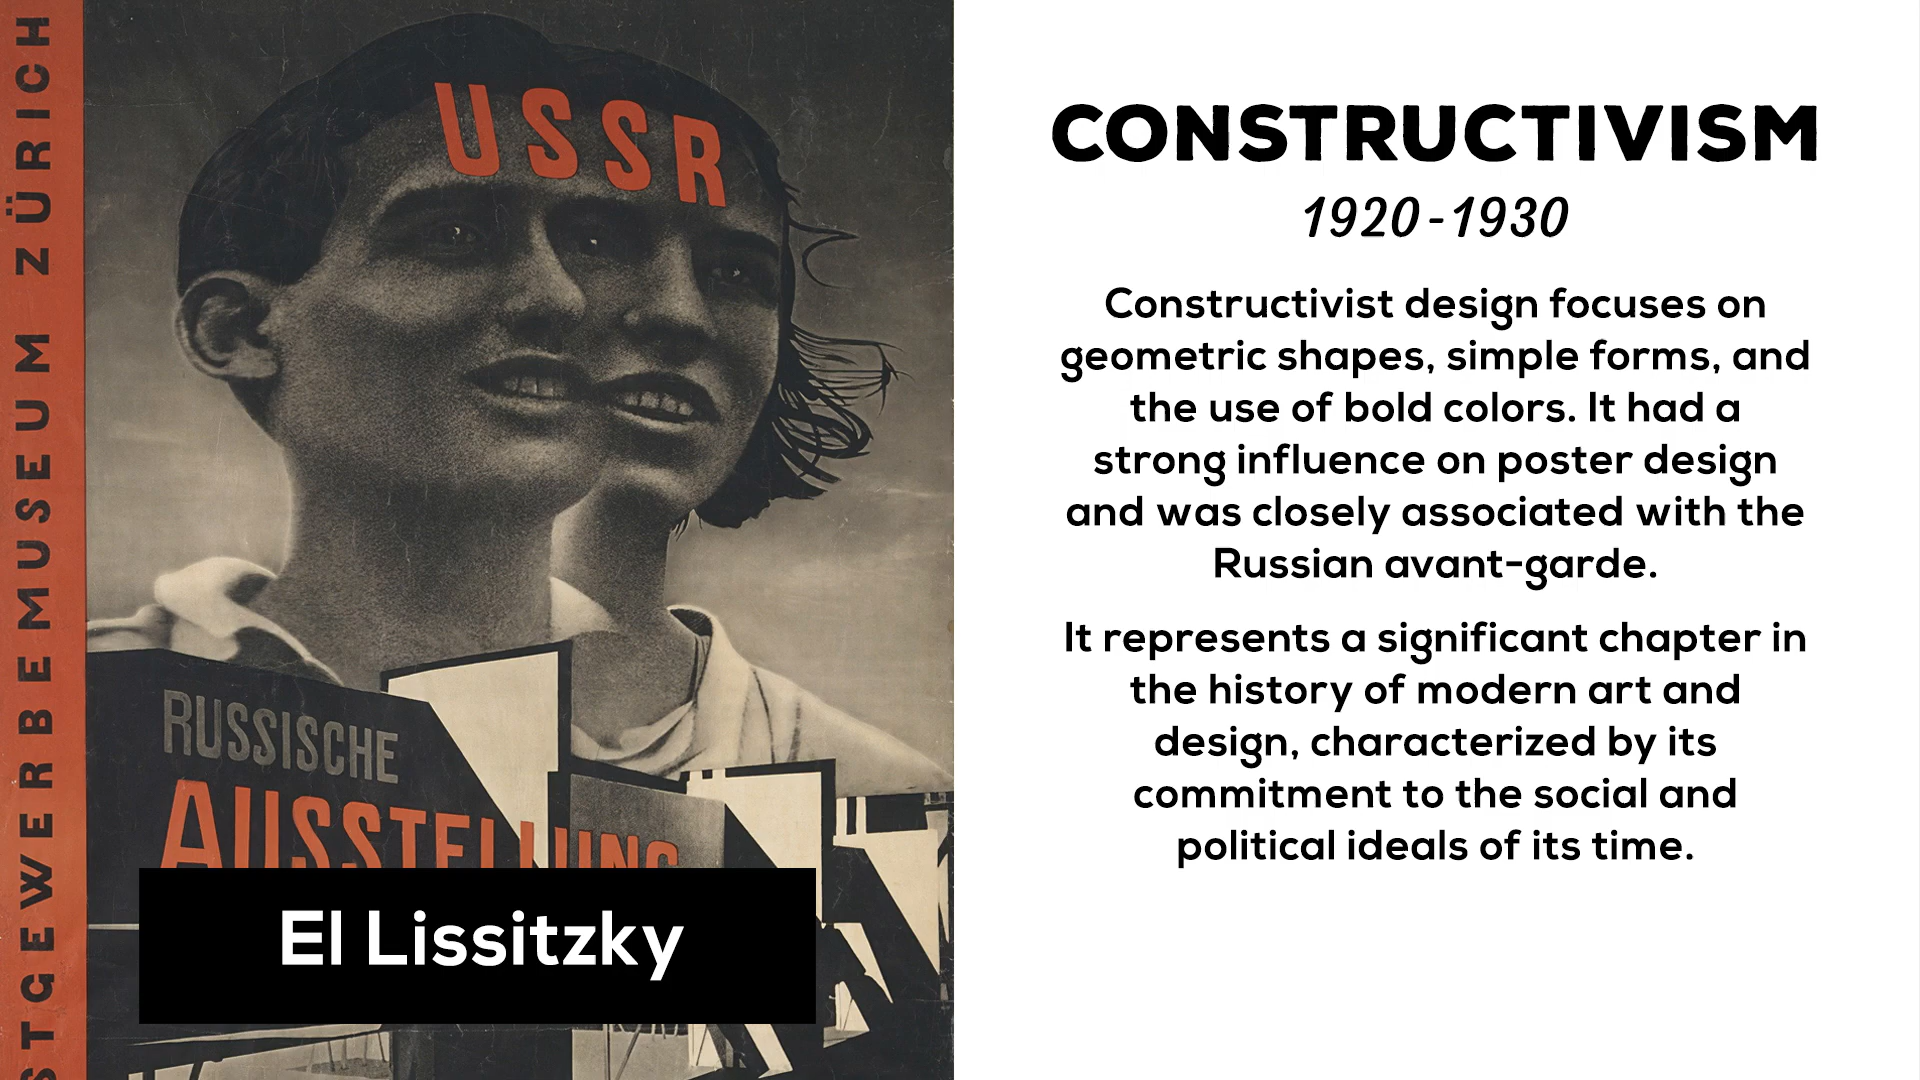 STGEWERBEMUSEUM ZÜRICH
USSR
RUSSISCHE
AUSSTELLUNG
El Lissitzky
CONSTRUCTIVISM
1920-1930
Constructivist design focuses on
geometric shapes, simple forms, and
the use of bold colors. It had a
strong influence on poster design
and was closely associated with the
Russian avant-garde.
It represents a significant chapter in
the history of modern art and
design, characterized by its
commitment to the social and
political ideals of its time.